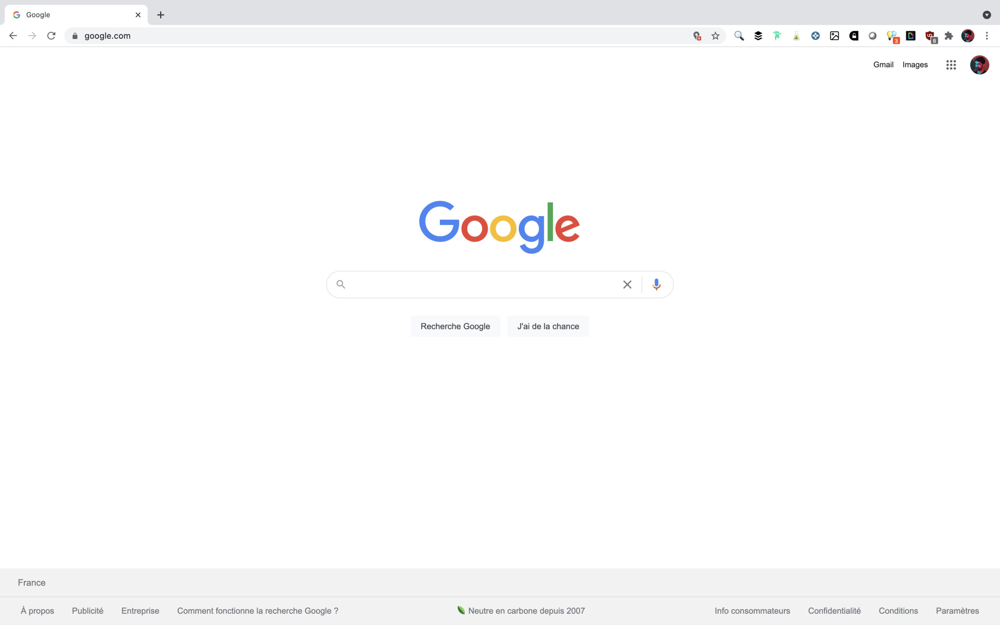 Google
google.com
3
8
Gmail Images
Google
Recherche Google J'ai de la chance
France
À propos Publicité Entreprise Comment fonctionne la recherche Google ? Neutre en carbone depuis 2007 Info consommateurs Confidentialité Conditions Paramètres